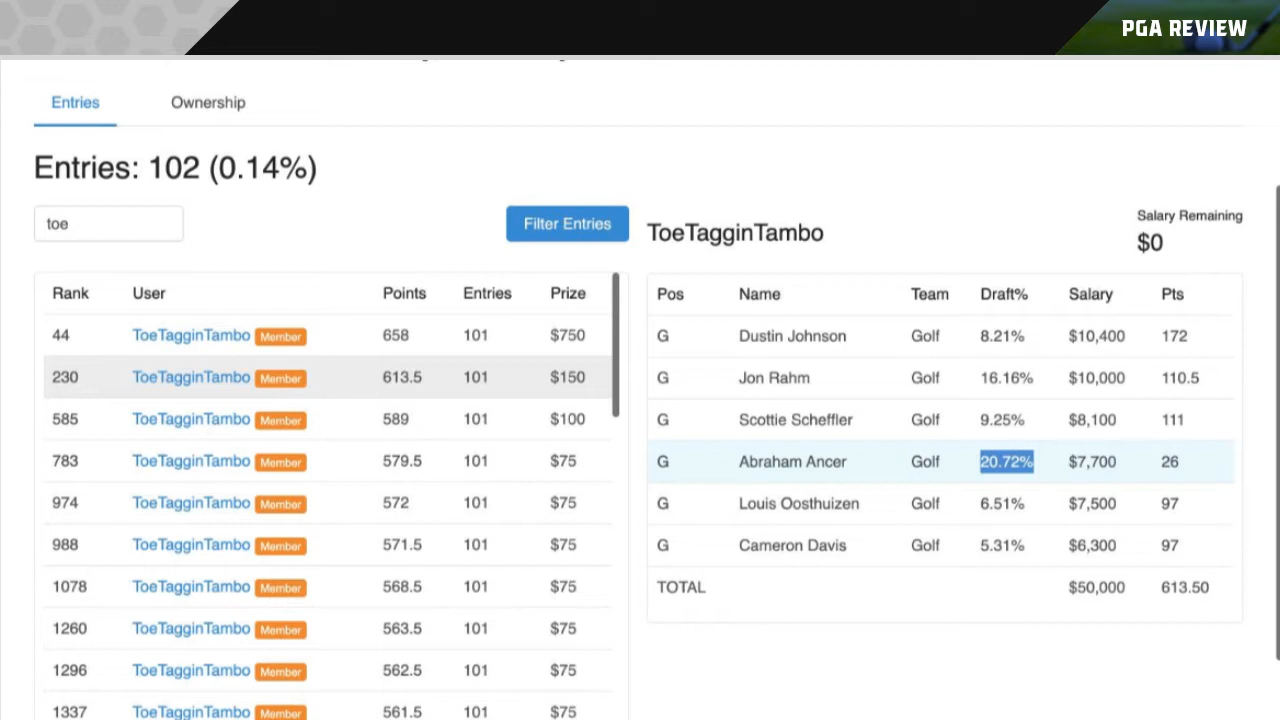 PGA REVIEW
Entries Ownership
Entries: 102 (0.14%)
toe Filter Entries
ToeTagginTambo
Salary Remaining
$0
Rank User Points Entries Prize
44 ToeTagginTambo Member 658 101 $750
230 ToeTagginTambo Member 613.5 101 $150
585 ToeTagginTambo Member 589 101 $100
783 ToeTagginTambo Member 579.5 101 $75
974 ToeTagginTambo Member 572 101 $75
988 ToeTagginTambo Member 571.5 101 $75
1078 ToeTagginTambo Member 568.5 101 $75
1260 ToeTagginTambo Member 563.5 101 $75
1296 ToeTagginTambo Member 562.5 101 $75
1337 ToeTagginTambo Member 561.5 101 $75
Pos Name Team Draft% Salary Pts
G Dustin Johnson Golf 8.21% $10,400 172
G Jon Rahm Golf 16.16% $10,000 110.5
G Scottie Scheffler Golf 9.25% $8,100 111
G Abraham Ancer Golf 20.72% $7,700 26
G Louis Oosthuizen Golf 6.51% $7,500 97
G Cameron Davis Golf 5.31% $6,300 97
TOTAL $50,000 613.50